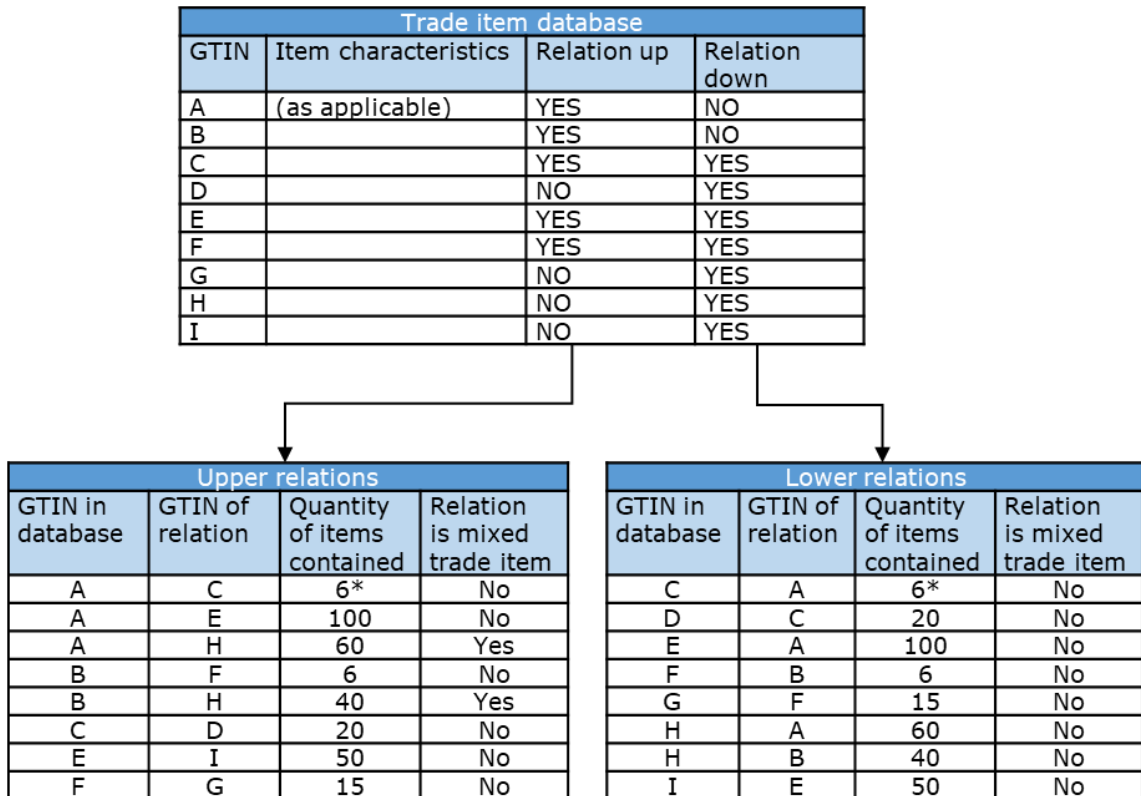 Trade item database
GTIN Item characteristics Relation up Relation
down
A (as applicable) YES NO
B YES NO
C YES YES
D NO YES
E YES YES
F YES YES
G NO YES
H NO YES
I NO YES
Upper relations
GTIN in GTIN of Quantity Relation
database relation of items is mixed
contained trade item
A C 6* No
A E 100 No
A H 60 Yes
B F 6 No
B H 40 Yes
C D 20 No
E I 50 No
F G 15 No
Lower relations
GTIN in GTIN of Quantity Relation
database relation of items is mixed
contained trade item
C A 6* No
D C 20 No
E A 100 No
F B 6 No
G F 15 No
H A 60 No
H B 40 No
I E 50 No